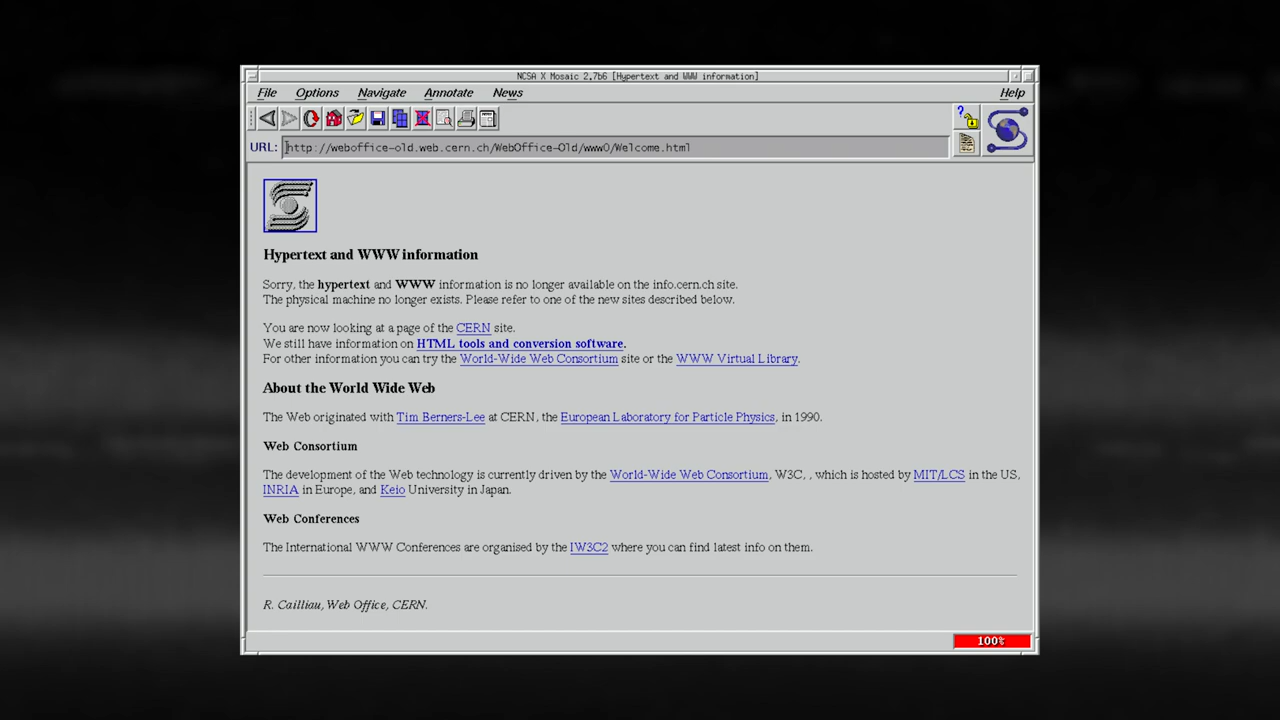 NCSA X Mosaic 2.7b6 [Hypertext and WWW information]
File Options Navigate Annotate News Help
URL: http://weboffice-old.web.cern.ch/WebOffice-Old/www0/Welcome.html
Hypertext and WWW information
Sorry, the hypertext and WWW information is no longer available on the info.cern.ch site.
The physical machine no longer exists. Please refer to one of the new sites described below.
You are now looking at a page of the CERN site.
We still have information on HTML tools and conversion software.
For other information you can try the World-Wide Web Consortium site or the WWW Virtual Library.
About the World Wide Web
The Web originated with Tim Berners-Lee at CERN, the European Laboratory for Particle Physics, in 1990.
Web Consortium
The development of the Web technology is currently driven by the World-Wide Web Consortium, W3C, , which is hosted by MIT/LCS in the US,
INRIA in Europe, and Keio University in Japan.
Web Conferences
The International WWW Conferences are organised by the IW3C2 where you can find latest info on them.
R. Cailliau, Web Office, CERN.
100%